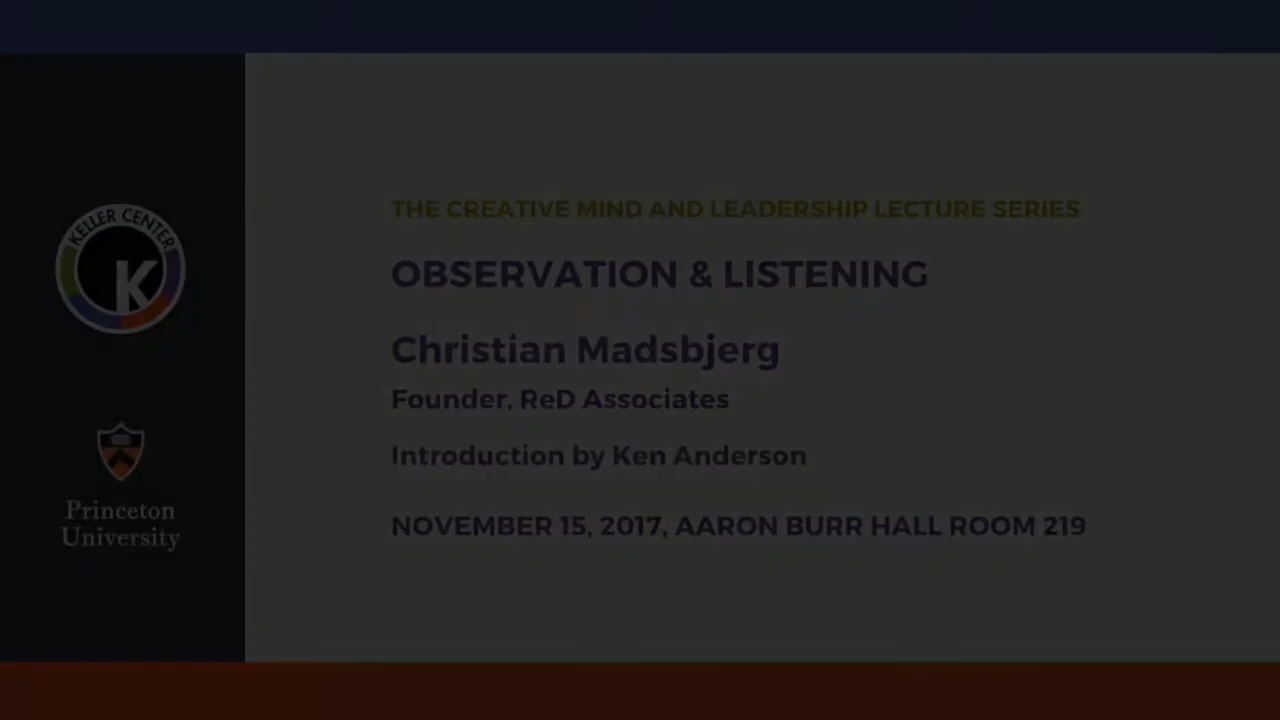 KELLER CENTER
K
Princeton
University
THE CREATIVE MIND AND LEADERSHIP LECTURE SERIES
OBSERVATION & LISTENING
Christian Madsbjerg
Founder, ReD Associates
Introduction by Ken Anderson
NOVEMBER 15, 2017, AARON BURR HALL ROOM 219